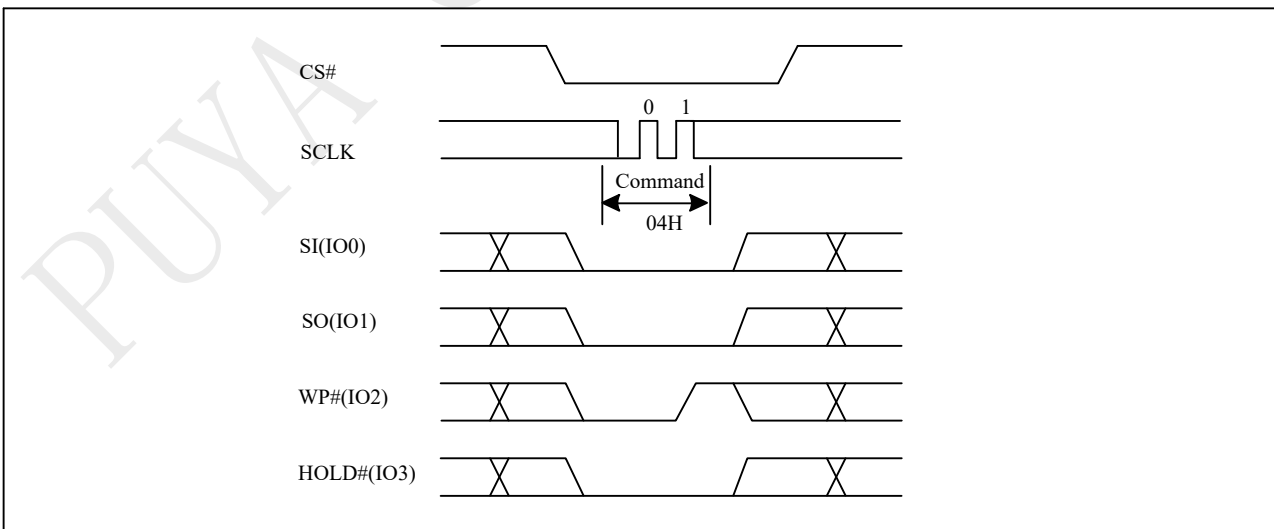 PUYA
CS#
0 1
SCLK
Command
04H
SI(IO0)
SO(IO1)
WP#(IO2)
HOLD#(IO3)